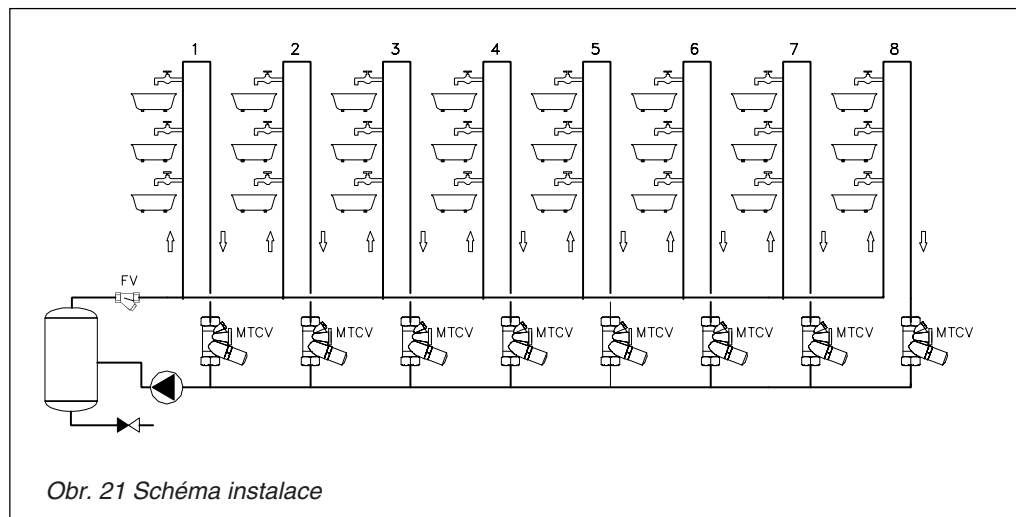 1 2 3 4 5 6 7 8
FV
MTCV MTCV MTCV MTCV MTCV MTCV MTCV MTCV
Obr. 21 Schéma instalace